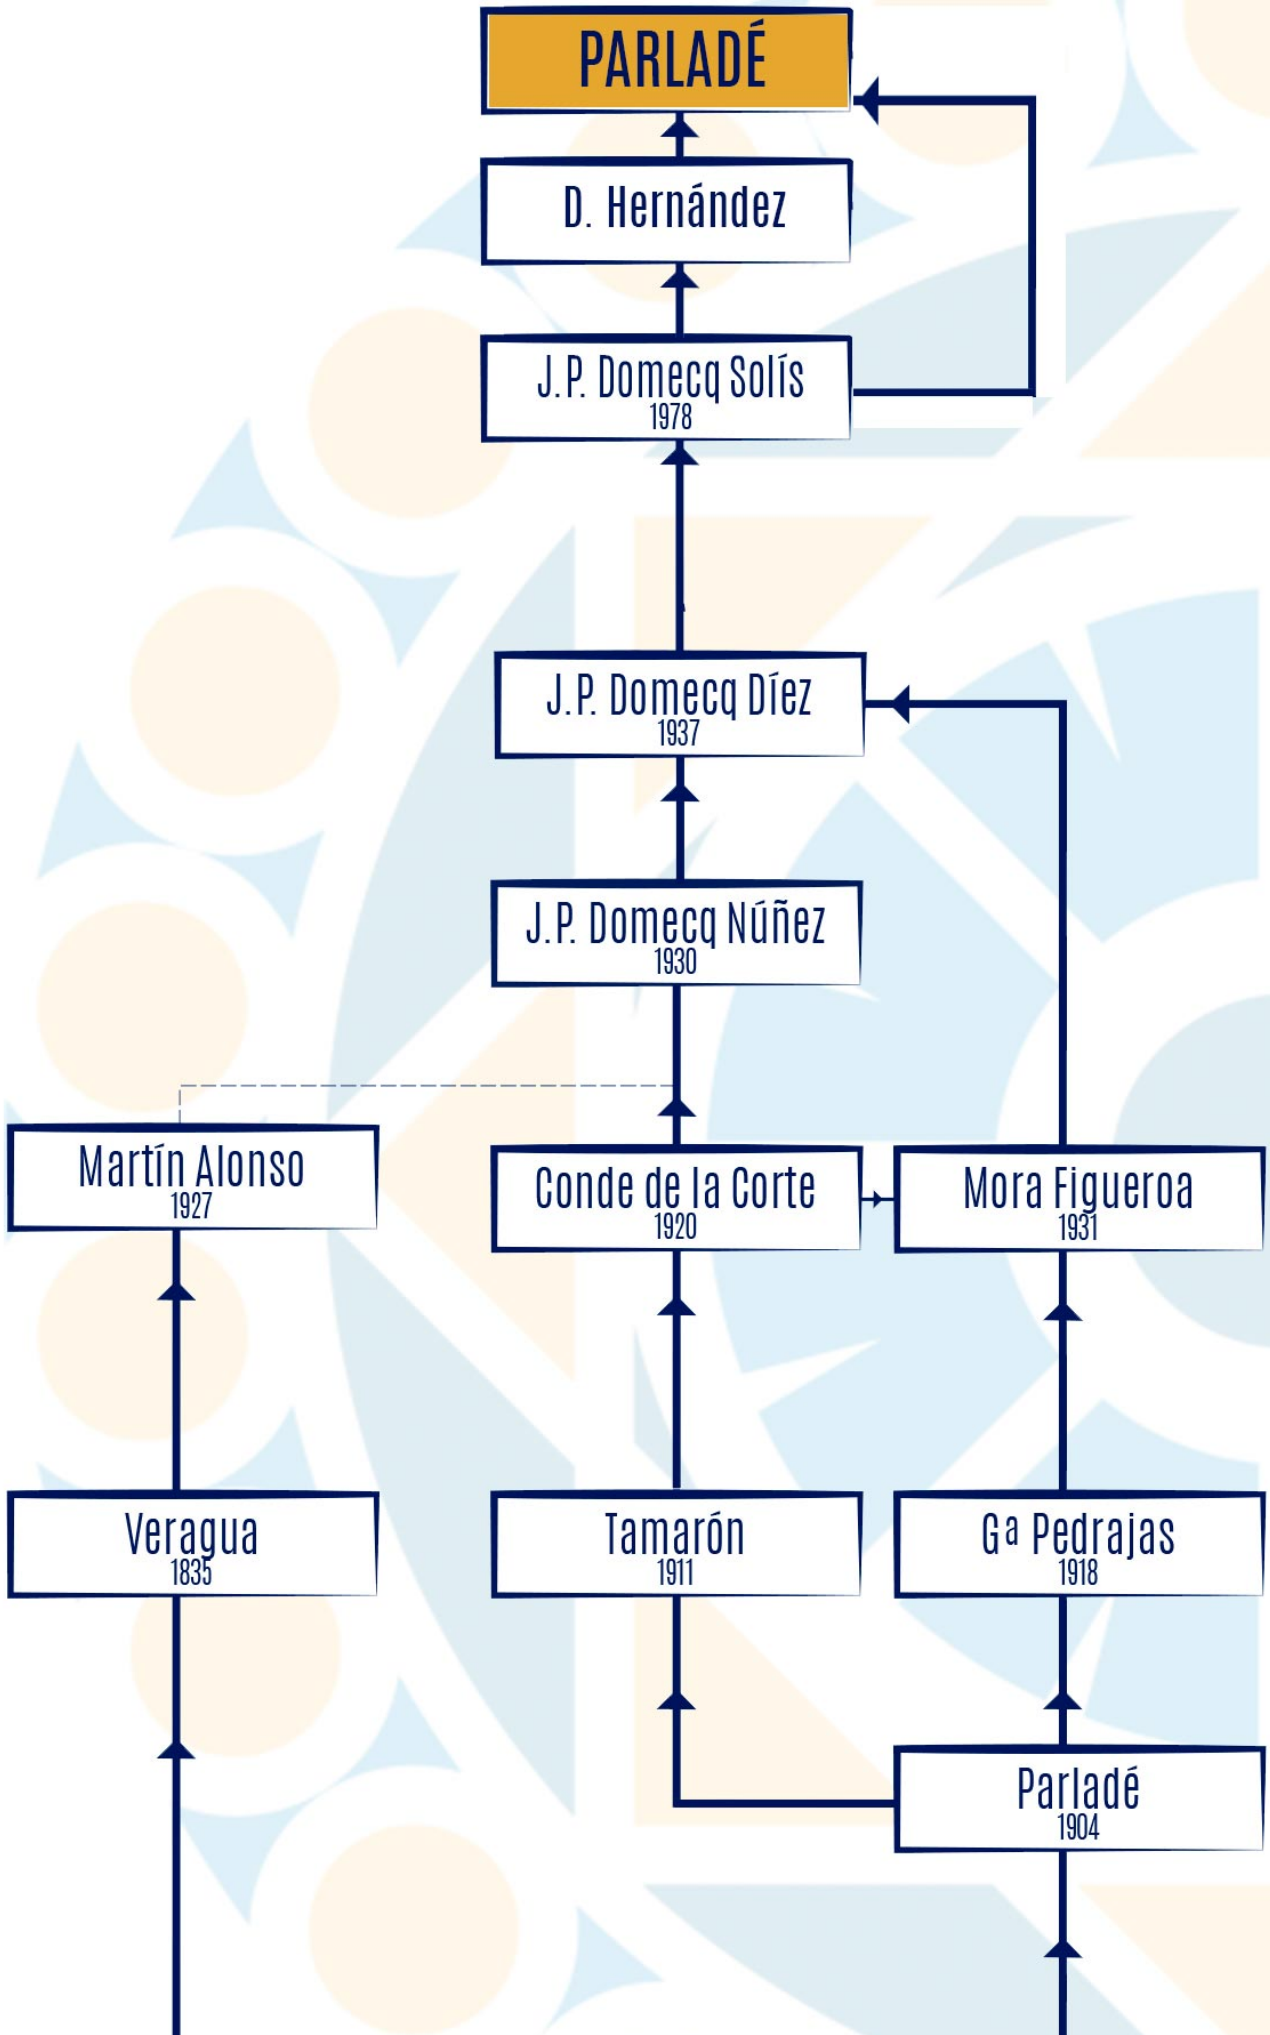 PARLADÉ
D. Hernández
J.P. Domecq Solís
1978
J.P. Domecq Díez
1937
J.P. Domecq Núñez
1930
Martín Alonso
1927
Conde de la Corte
1920
Mora Figueroa
1931
Veragua
1835
Tamarón
1911
Gª Pedrajas
1918
Parladé
1904